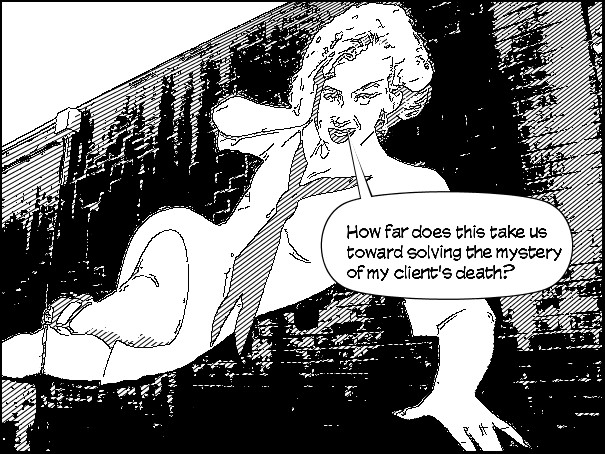 How far does this take us
toward solving the mystery
of my client's death?